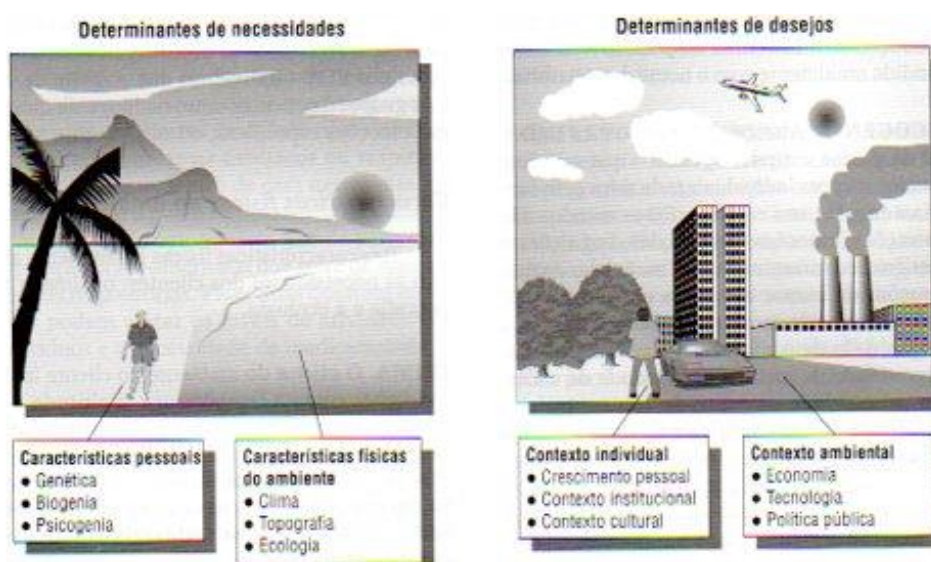 Determinantes de necessidades
Características pessoais
● Genética
● Biogenia
● Psicogenia
Características físicas
do ambiente
● Clima
● Topografia
● Ecologia
Determinantes de desejos
Contexto individual
● Crescimento pessoal
● Contexto institucional
● Contexto cultural
Contexto ambiental
● Economia
● Tecnologia
● Política pública